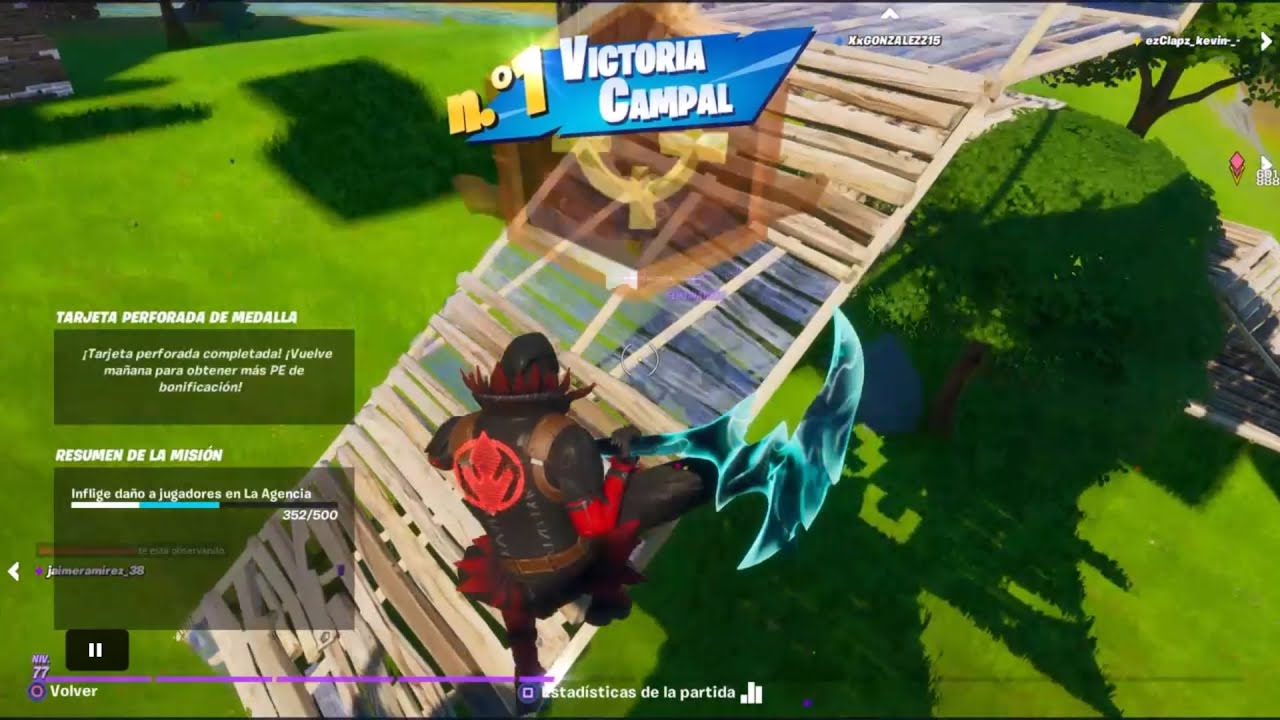 n.º1 VICTORIA
CAMPAL
XxGONZALEZZ15
ezClapz_kevin-_-
TARJETA PERFORADA DE MEDALLA
¡Tarjeta perforada completada! ¡Vuelve
mañana para obtener más PE de
bonificación!
RESUMEN DE LA MISIÓN
Inflige daño a jugadores en La Agencia
352/500
te está observando
jaimeramirez_38
NIV.
77
Volver
Estadísticas de la partida